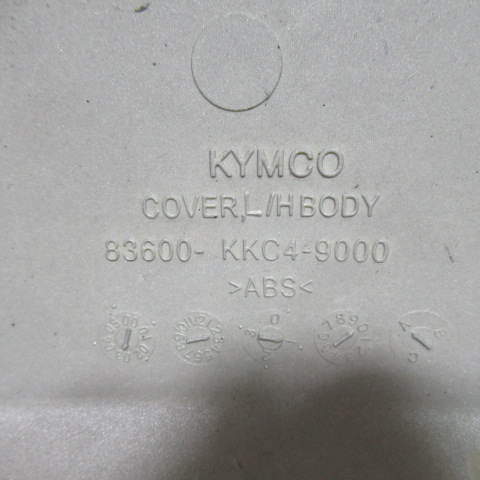 KYMCO
COVER,L/H BODY
83600- KKC4-9000
>ABS<